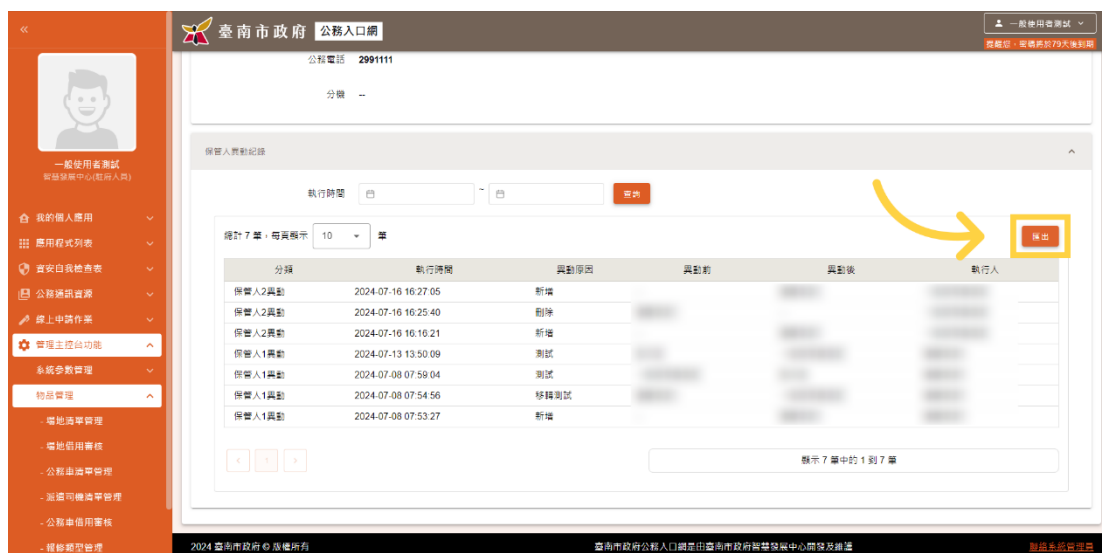 «
臺南市政府 公務入口網
一般使用者測試
提醒您，密碼將於79天後到期
公務電話 2991111
分機 --
一般使用者測試
智慧發展中心(駐府人員)
我的個人應用
應用程式列表
資安自我檢查表
公務通訊資源
線上申請作業
管理主控台功能
系統參數管理
物品管理
- 場地清單管理
- 場地借用審核
- 公務車清單管理
- 派遣司機清單管理
- 公務車借用審核
- 報修類型管理
保管人異動紀錄
執行時間 ~ 查詢
總計 7 筆，每頁顯示 10 筆
匯出
分類 執行時間 異動原因 異動前 異動後 執行人
保管人2異動 2024-07-16 16:27:05 新增
保管人2異動 2024-07-16 16:25:40 刪除
保管人2異動 2024-07-16 16:16:21 新增
保管人1異動 2024-07-13 13:50:09 測試
保管人1異動 2024-07-08 07:59:04 測試
保管人1異動 2024-07-08 07:54:56 移轉測試
保管人1異動 2024-07-08 07:53:27 新增
‹ 1 ›
顯示 7 筆中的 1 到 7 筆
2024 臺南市政府 © 版權所有 臺南市政府公務入口網是由臺南市政府智慧發展中心開發及維護 聯絡系統管理員